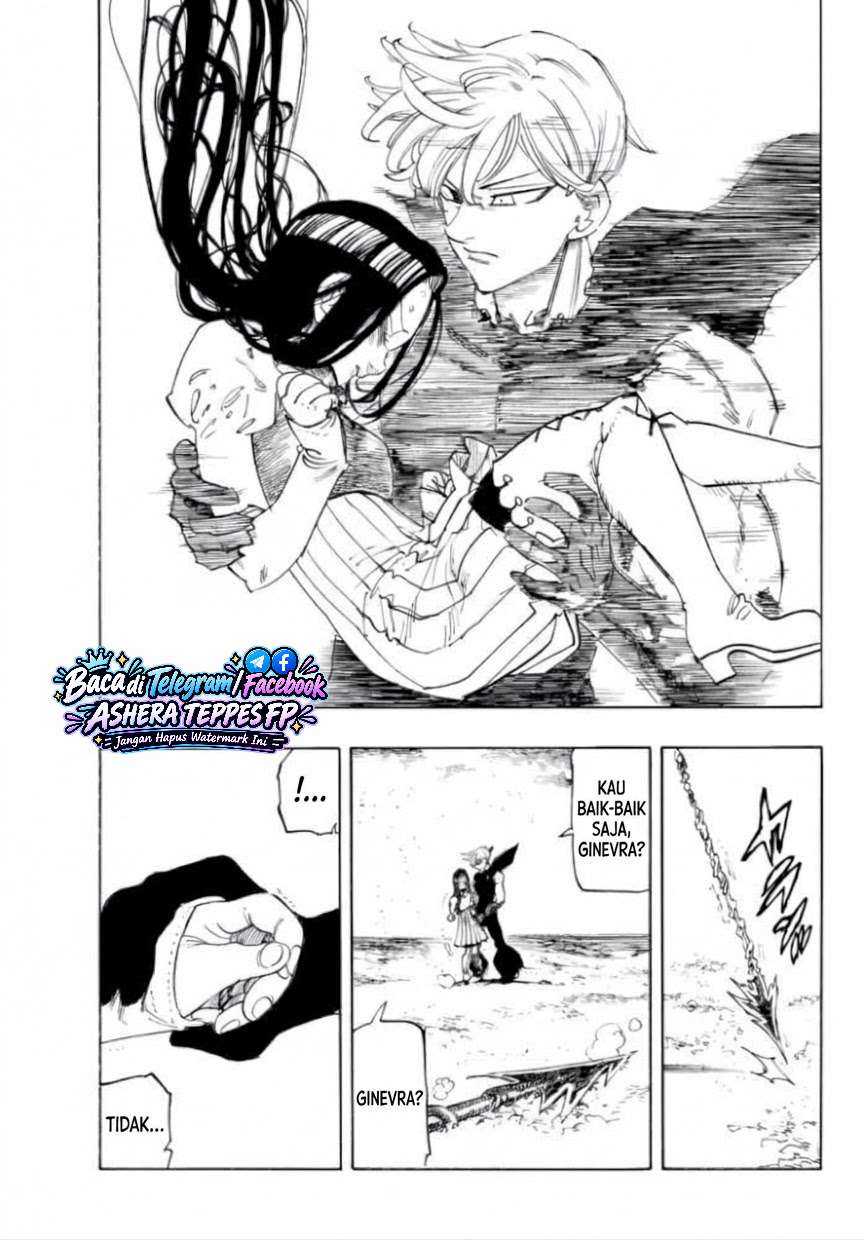 Baca di Telegram/Facebook
ASHERA TEPPES FP
Jangan Hapus Watermark Ini
KAU
BAIK-BAIK
SAJA,
GINEVRA?
GINEVRA?
!...
TIDAK...